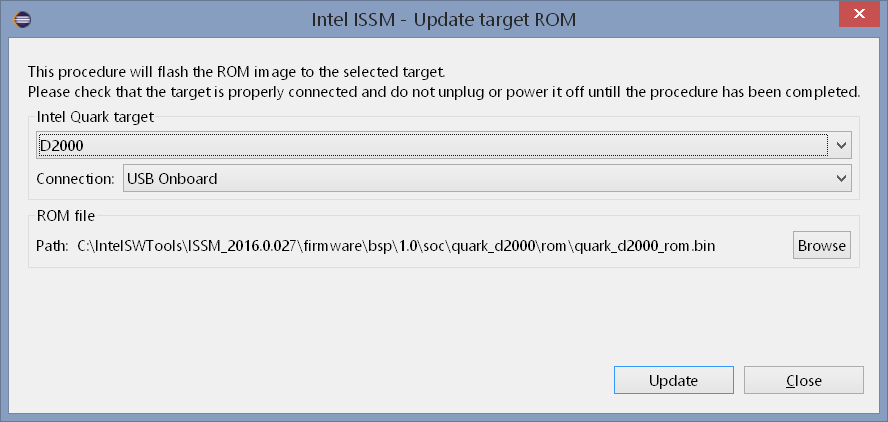 Intel ISSM - Update target ROM
This procedure will flash the ROM image to the selected target.
Please check that the target is properly connected and do not unplug or power it off untill the procedure has been completed.
Intel Quark target
D2000
Connection: USB Onboard
ROM file
Path: C:\IntelSWTools\ISSM_2016.0.027\firmware\bsp\1.0\soc\quark_d2000\rom\quark_d2000_rom.bin Browse
Update Close